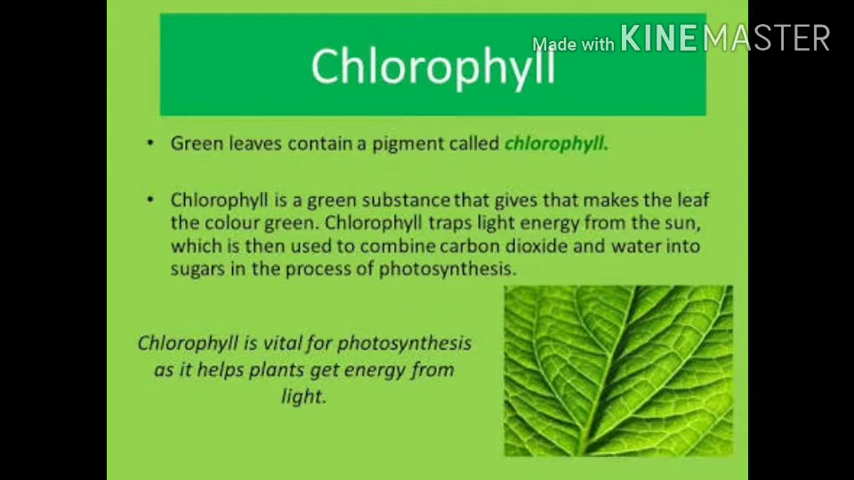 Made with KINEMASTER
Chlorophyll
• Green leaves contain a pigment called chlorophyll.
• Chlorophyll is a green substance that gives that makes the leaf
the colour green. Chlorophyll traps light energy from the sun,
which is then used to combine carbon dioxide and water into
sugars in the process of photosynthesis.
Chlorophyll is vital for photosynthesis
as it helps plants get energy from
light.